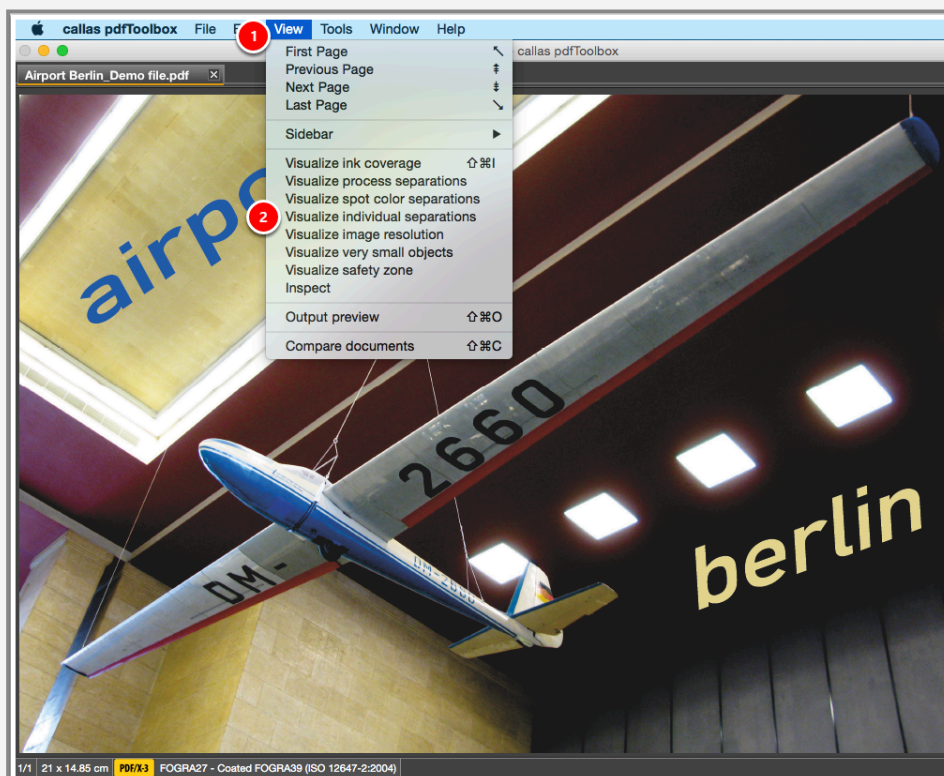 callas pdfToolbox File View Tools Window Help
1
callas pdfToolbox
Airport Berlin_Demo file.pdf
First Page
Previous Page
Next Page
Last Page
Sidebar
Visualize ink coverage ⇧⌘I
Visualize process separations
Visualize spot color separations
2
Visualize individual separations
Visualize image resolution
Visualize very small objects
Visualize safety zone
Inspect
Output preview ⇧⌘O
Compare documents ⇧⌘C
airpo
2660
berlin
DM-
DM-2660
1/1 21 x 14.85 cm PDF/X-3 FOGRA27 - Coated FOGRA39 (ISO 12647-2:2004)